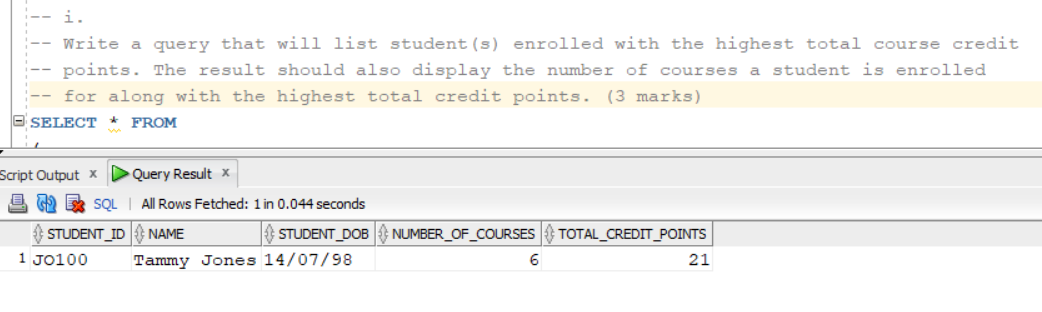 -- i.
-- Write a query that will list student(s) enrolled with the highest total course credit
-- points. The result should also display the number of courses a student is enrolled
-- for along with the highest total credit points. (3 marks)
SELECT * FROM
Script Output x Query Result x
SQL | All Rows Fetched: 1 in 0.044 seconds
STUDENT_ID NAME STUDENT_DOB NUMBER_OF_COURSES TOTAL_CREDIT_POINTS
1 JO100 Tammy Jones 14/07/98 6 21